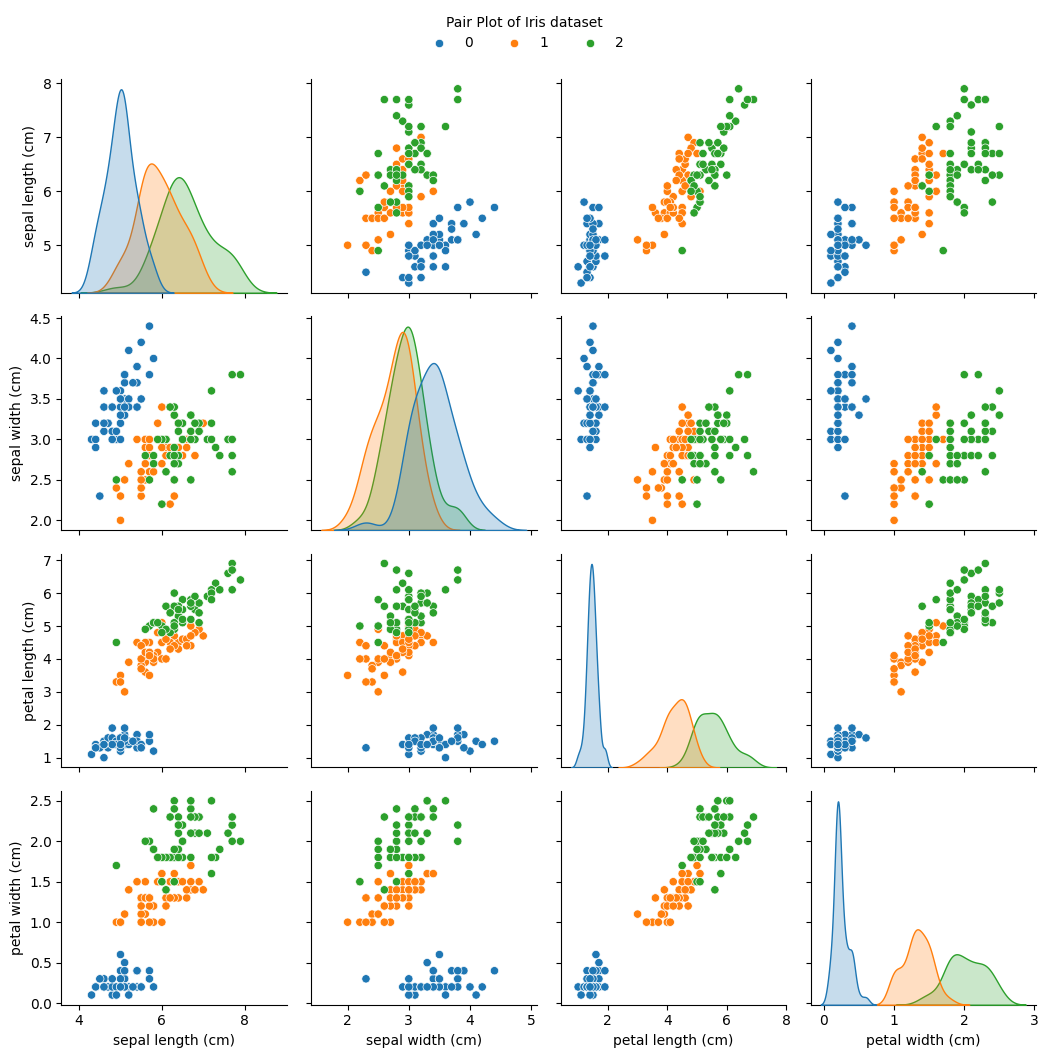 Pair Plot of Iris dataset
0 1 2
8
7
6
5
sepal length (cm)
4.5
4.0
3.5
3.0
2.5
2.0
sepal width (cm)
7
6
5
4
3
2
1
petal length (cm)
2.5
2.0
1.5
1.0
0.5
0.0
petal width (cm)
4 6 8
2 3 4 5
2 4 6 8
0 1 2 3
sepal length (cm) sepal width (cm) petal length (cm) petal width (cm)